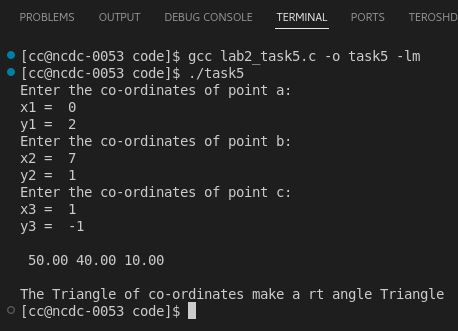 PROBLEMS OUTPUT DEBUG CONSOLE TERMINAL PORTS TEROSHD
[cc@ncdc-0053 code]$ gcc lab2_task5.c -o task5 -lm
[cc@ncdc-0053 code]$ ./task5
Enter the co-ordinates of point a:
x1 =  0
y1 =  2
Enter the co-ordinates of point b:
x2 =  7
y2 =  1
Enter the co-ordinates of point c:
x3 =  1
y3 =  -1
50.00 40.00 10.00
The Triangle of co-ordinates make a rt angle Triangle
[cc@ncdc-0053 code]$